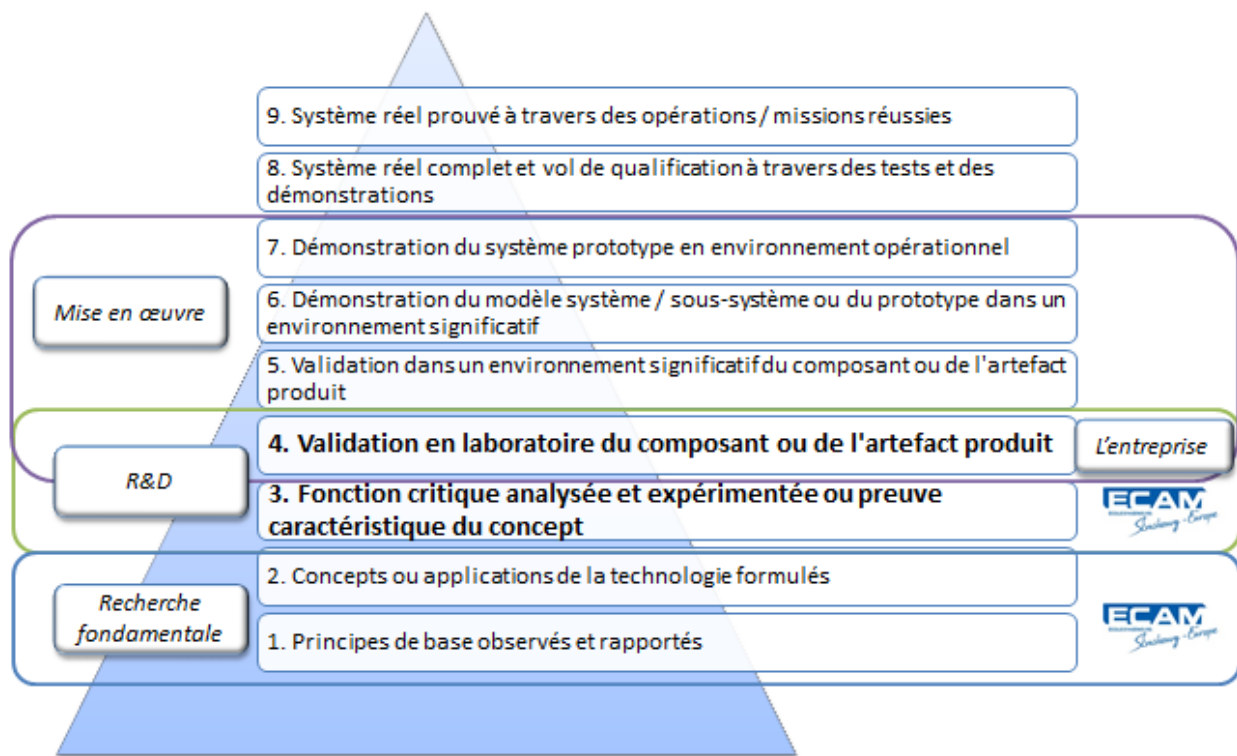 9. Système réel prouvé à travers des opérations / missions réussies
8. Système réel complet et vol de qualification à travers des tests et des
démonstrations
7. Démonstration du système prototype en environnement opérationnel
Mise en œuvre
6. Démonstration du modèle système / sous-système ou du prototype dans un
environnement significatif
5. Validation dans un environnement significatif du composant ou de l'artefact
produit
4. Validation en laboratoire du composant ou de l'artefact produit
L'entreprise
R&D
3. Fonction critique analysée et expérimentée ou preuve
caractéristique du concept
ECAM
Strasbourg - Europe
2. Concepts ou applications de la technologie formulés
Recherche
fondamentale
1. Principes de base observés et rapportés
ECAM
Strasbourg - Europe